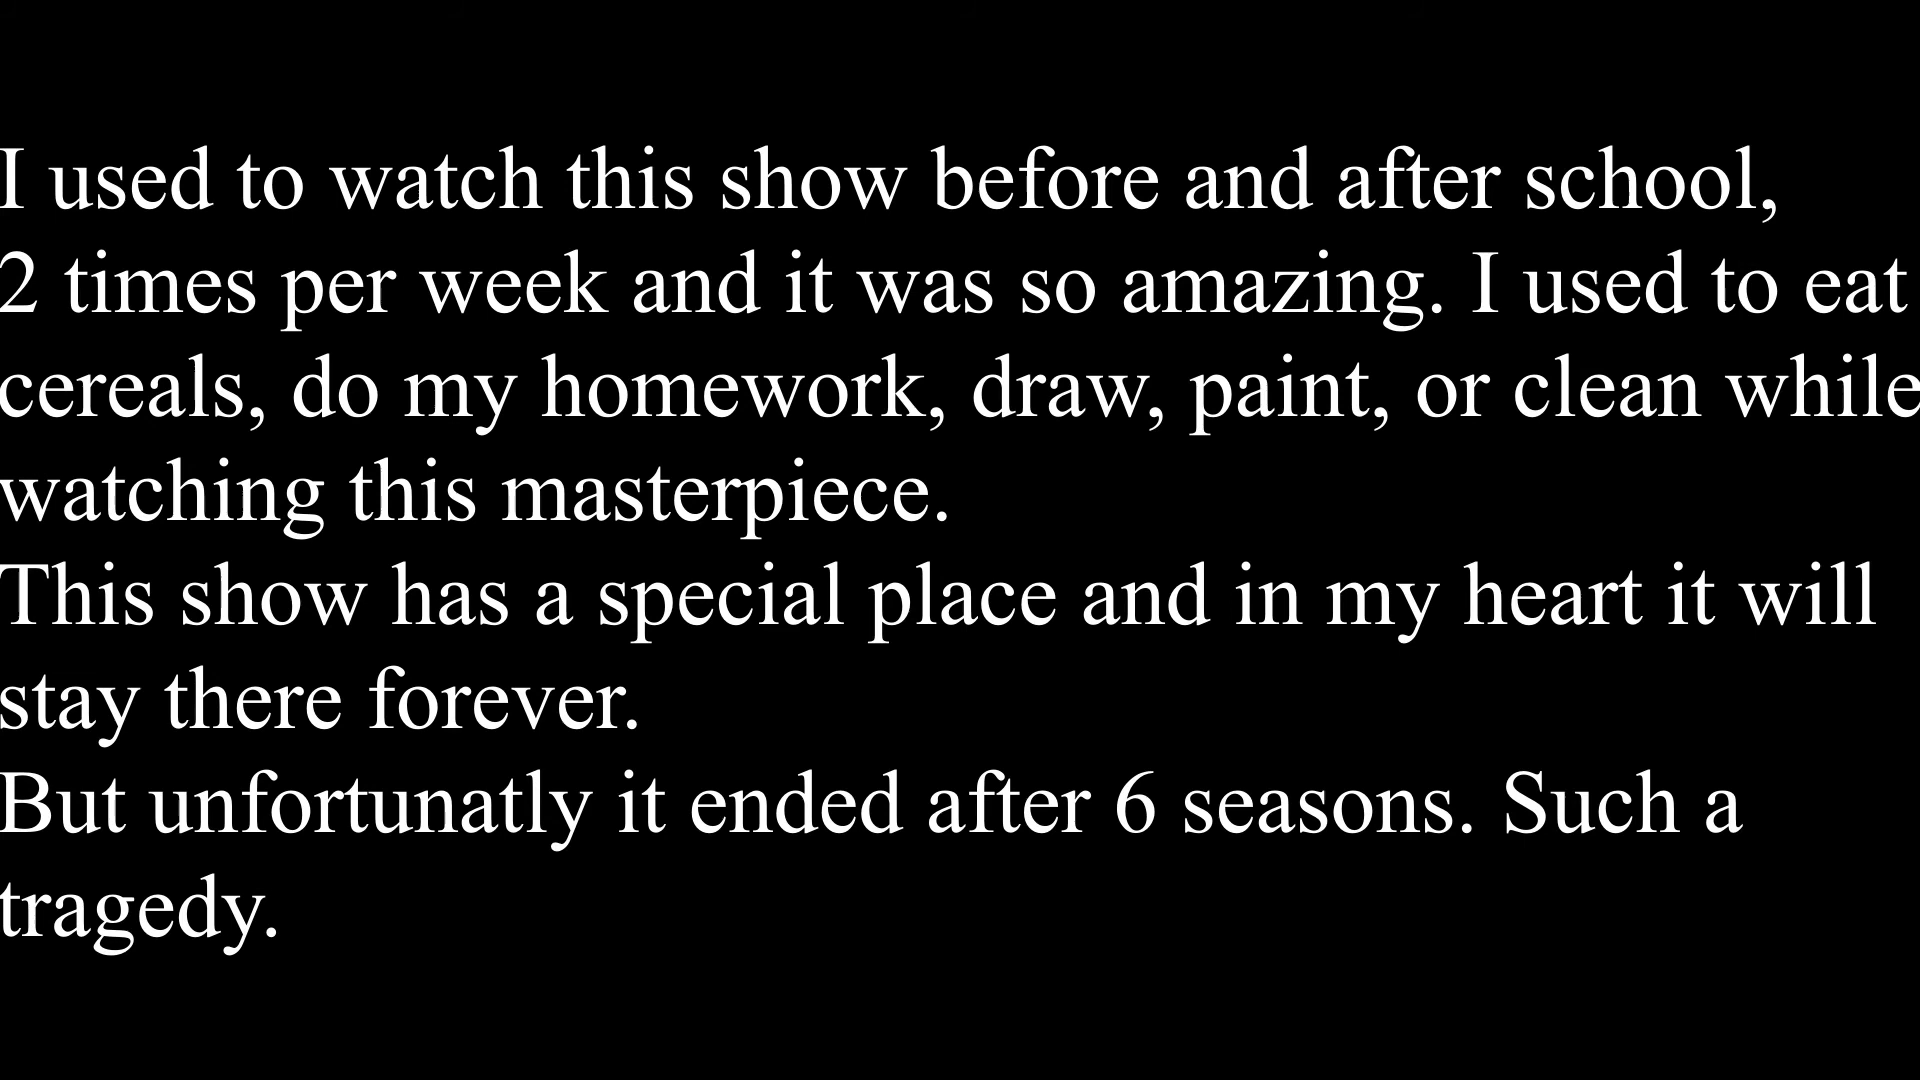 I used to watch this show before and after school,
2 times per week and it was so amazing. I used to eat
cereals, do my homework, draw, paint, or clean while
watching this masterpiece.
This show has a special place and in my heart it will
stay there forever.
But unfortunatly it ended after 6 seasons. Such a
tragedy.